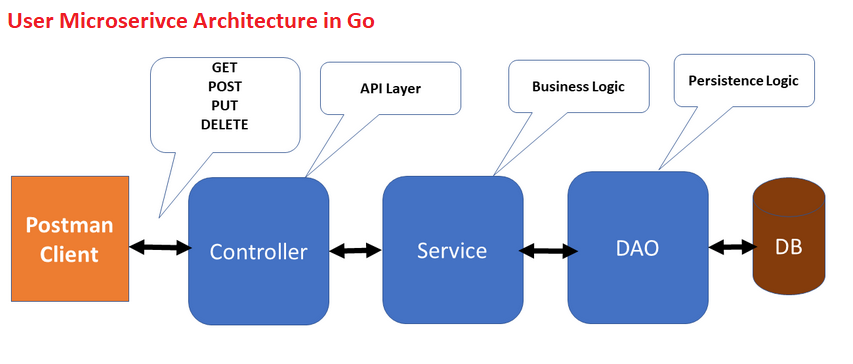 User Microserivce Architecture in Go
GET
POST
PUT
DELETE
API Layer
Business Logic
Persistence Logic
Postman
Client
Controller
Service
DAO
DB